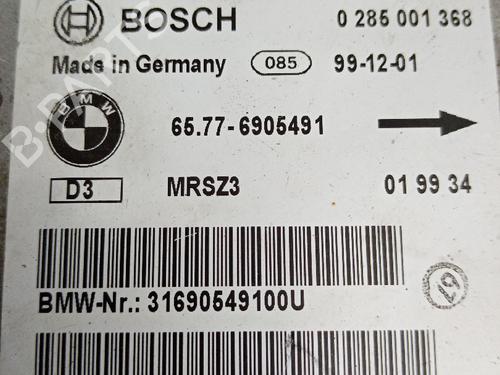 BOSCH 0 285 001 368
Made in Germany 085 99-12-01
BMW 65.77-6905491
D3 MRSZ3 01 99 34
BMW-Nr.: 31690549100U
67
B-PARTS